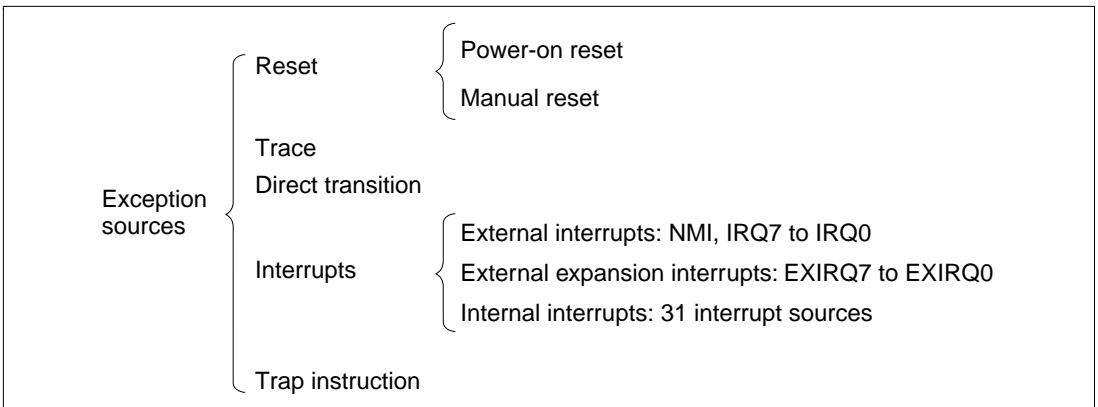 Exception
sources
Reset
Power-on reset
Manual reset
Trace
Direct transition
Interrupts
External interrupts: NMI, IRQ7 to IRQ0
External expansion interrupts: EXIRQ7 to EXIRQ0
Internal interrupts: 31 interrupt sources
Trap instruction